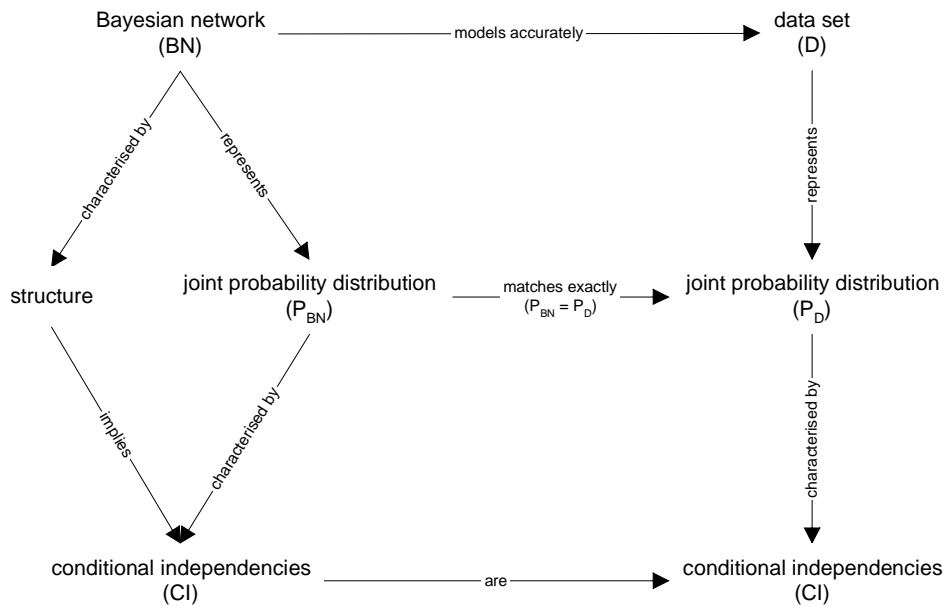 Bayesian network
(BN)
models accurately
data set
(D)
characterised by
represents
represents
structure
joint probability distribution
(P_BN)
matches exactly
(P_BN = P_D)
joint probability distribution
(P_D)
implies
characterised by
characterised by
conditional independencies
(CI)
are
conditional independencies
(CI)